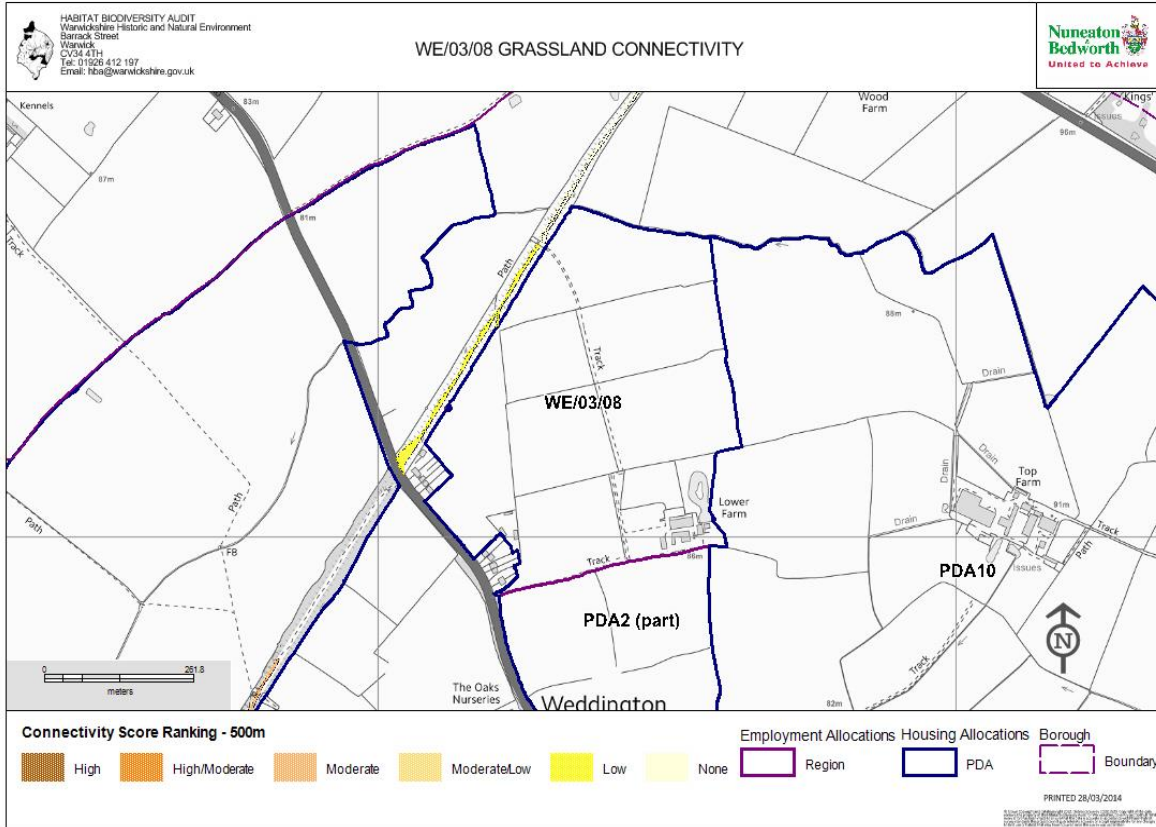 HABITAT BIODIVERSITY AUDIT
Warwickshire Historic and Natural Environment
Barrack Street
Warwick
CV34 4TH
Tel: 01926 412 197
Email: hba@warwickshire.gov.uk
WE/03/08 GRASSLAND CONNECTIVITY
Nuneaton
&
Bedworth
United to Achieve
Kennels
83m
Wood
Farm
Kings'
Issues
96m
87m
81m
Track
Path
88m
Track
Drain
WE/03/08
Drain
Drain
Top
Farm
Lower
Farm
91m
Path
Path
Drain
Track
FB
Track
86m
Path
Issues
PDA10
PDA2 (part)
N
0 261.8
meters
Track
The Oaks
Nurseries
Weddington
82m
Connectivity Score Ranking - 500m
High
High/Moderate
Moderate
Moderate/Low
Low
None
Employment Allocations
Region
Housing Allocations
PDA
Borough
Boundary
PRINTED 28/03/2014